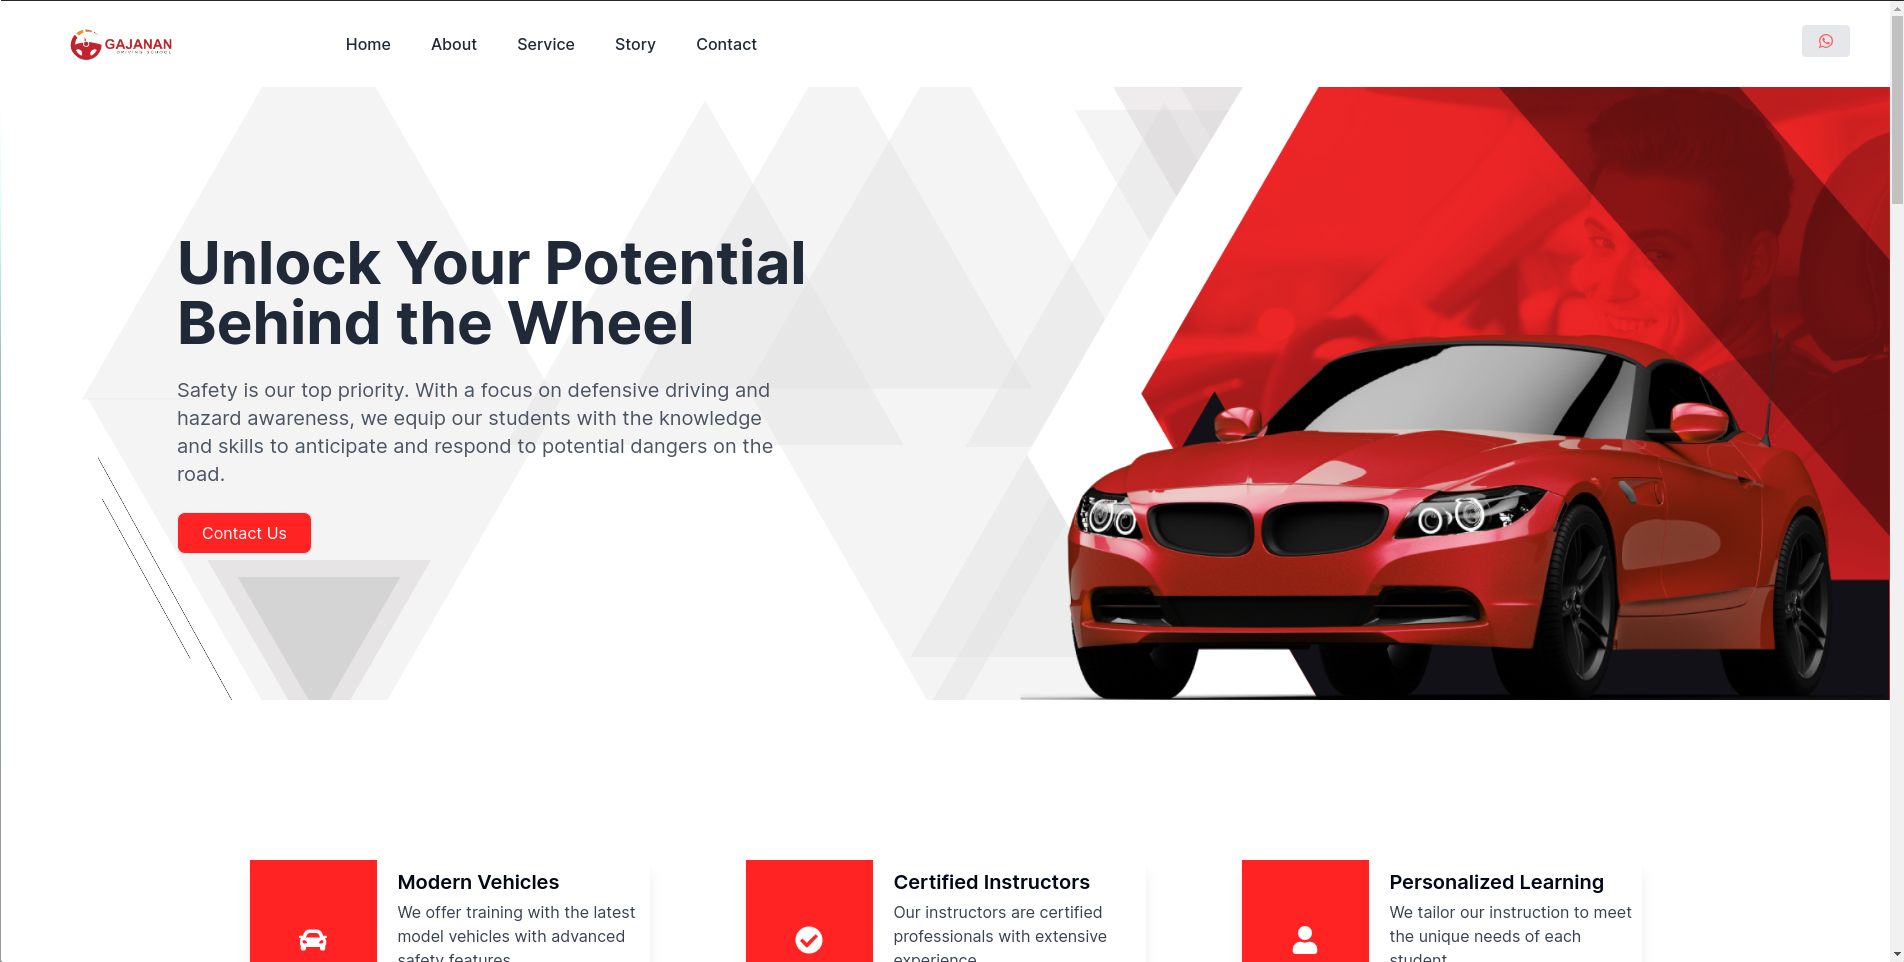 GAJANAN
DRIVING SCHOOL
Home
About
Service
Story
Contact
Unlock Your Potential
Behind the Wheel
Safety is our top priority. With a focus on defensive driving and
hazard awareness, we equip our students with the knowledge
and skills to anticipate and respond to potential dangers on the
road.
Contact Us
Modern Vehicles
We offer training with the latest
model vehicles with advanced
safety features.
Certified Instructors
Our instructors are certified
professionals with extensive
experience.
Personalized Learning
We tailor our instruction to meet
the unique needs of each
student.